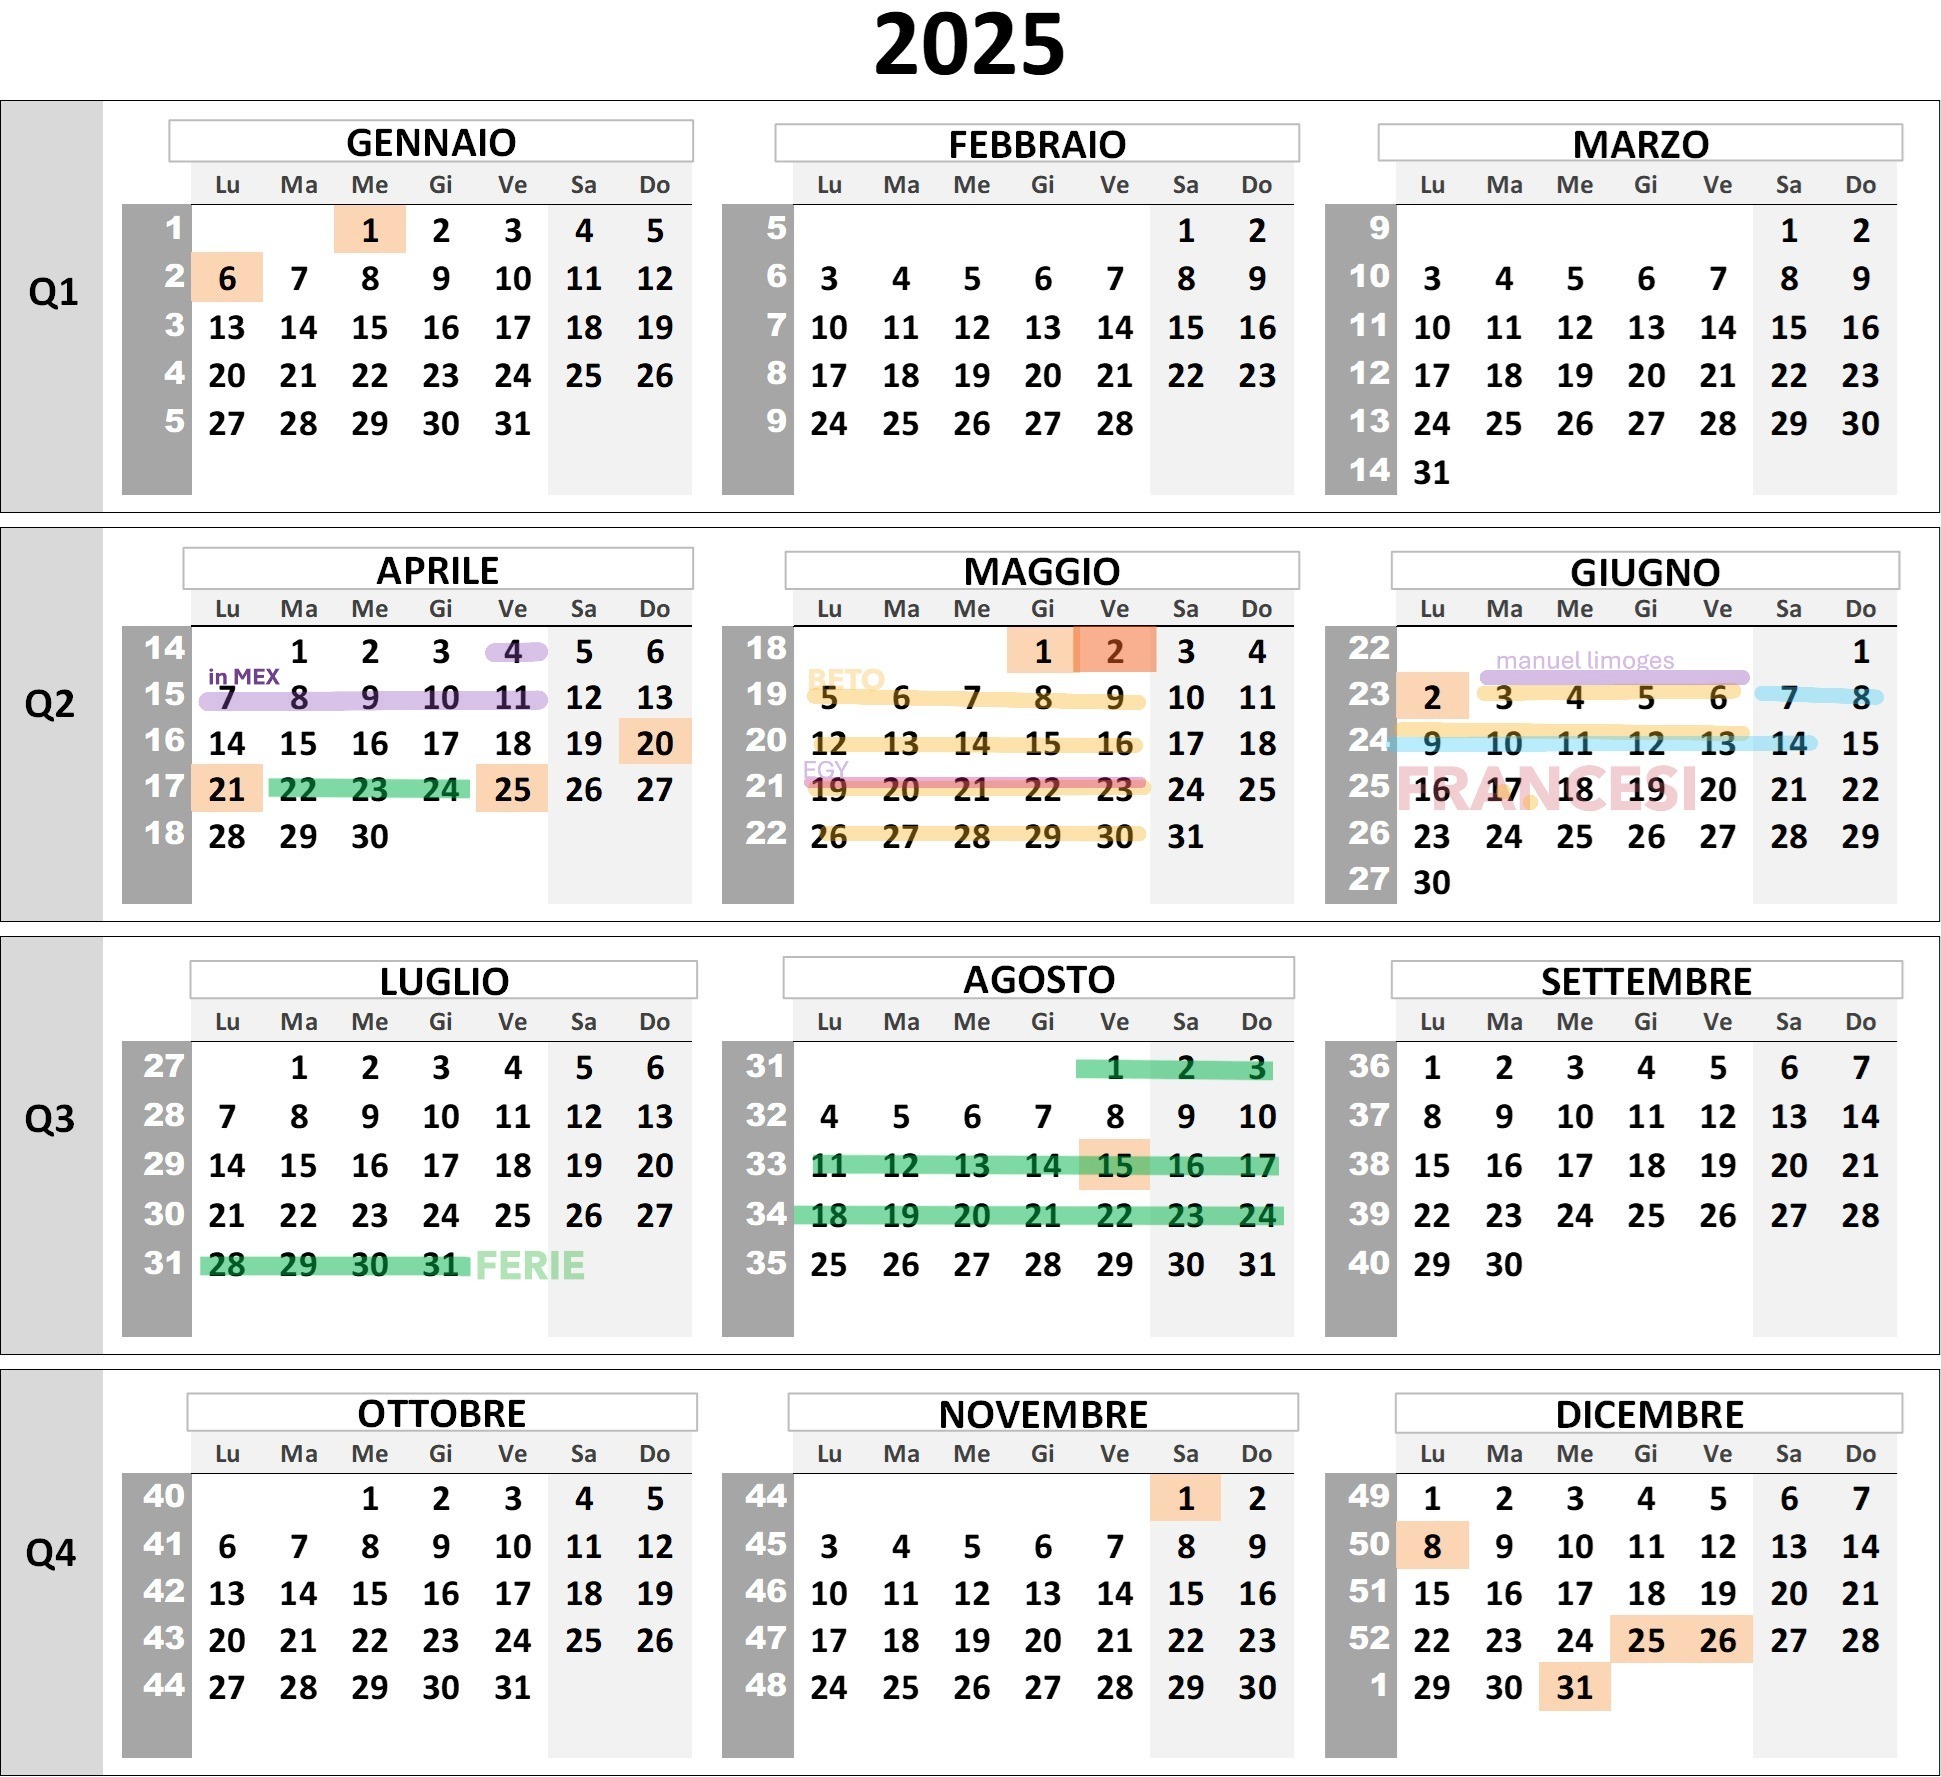 2025
Q1
GENNAIO
Lu Ma Me Gi Ve Sa Do
1 1 2 3 4 5
2 6 7 8 9 10 11 12
3 13 14 15 16 17 18 19
4 20 21 22 23 24 25 26
5 27 28 29 30 31
FEBBRAIO
Lu Ma Me Gi Ve Sa Do
5 1 2
6 3 4 5 6 7 8 9
7 10 11 12 13 14 15 16
8 17 18 19 20 21 22 23
9 24 25 26 27 28
MARZO
Lu Ma Me Gi Ve Sa Do
9 1 2
10 3 4 5 6 7 8 9
11 10 11 12 13 14 15 16
12 17 18 19 20 21 22 23
13 24 25 26 27 28 29 30
14 31
Q2
APRILE
Lu Ma Me Gi Ve Sa Do
14 1 2 3 4 5 6
in MEX
15 7 8 9 10 11 12 13
16 14 15 16 17 18 19 20
17 21 22 23 24 25 26 27
18 28 29 30
MAGGIO
Lu Ma Me Gi Ve Sa Do
18 1 2 3 4
BETO
19 5 6 7 8 9 10 11
20 12 13 14 15 16 17 18
EGY
21 19 20 21 22 23 24 25
22 26 27 28 29 30 31
GIUGNO
Lu Ma Me Gi Ve Sa Do
22 1
manuel limoges
23 2 3 4 5 6 7 8
24 9 10 11 12 13 14 15
FRANCESI
25 16 17 18 19 20 21 22
26 23 24 25 26 27 28 29
27 30
Q3
LUGLIO
Lu Ma Me Gi Ve Sa Do
27 1 2 3 4 5 6
28 7 8 9 10 11 12 13
29 14 15 16 17 18 19 20
30 21 22 23 24 25 26 27
31 28 29 30 31 FERIE
AGOSTO
Lu Ma Me Gi Ve Sa Do
31 1 2 3
32 4 5 6 7 8 9 10
33 11 12 13 14 15 16 17
34 18 19 20 21 22 23 24
35 25 26 27 28 29 30 31
SETTEMBRE
Lu Ma Me Gi Ve Sa Do
36 1 2 3 4 5 6 7
37 8 9 10 11 12 13 14
38 15 16 17 18 19 20 21
39 22 23 24 25 26 27 28
40 29 30
Q4
OTTOBRE
Lu Ma Me Gi Ve Sa Do
40 1 2 3 4 5
41 6 7 8 9 10 11 12
42 13 14 15 16 17 18 19
43 20 21 22 23 24 25 26
44 27 28 29 30 31
NOVEMBRE
Lu Ma Me Gi Ve Sa Do
44 1 2
45 3 4 5 6 7 8 9
46 10 11 12 13 14 15 16
47 17 18 19 20 21 22 23
48 24 25 26 27 28 29 30
DICEMBRE
Lu Ma Me Gi Ve Sa Do
49 1 2 3 4 5 6 7
50 8 9 10 11 12 13 14
51 15 16 17 18 19 20 21
52 22 23 24 25 26 27 28
1 29 30 31